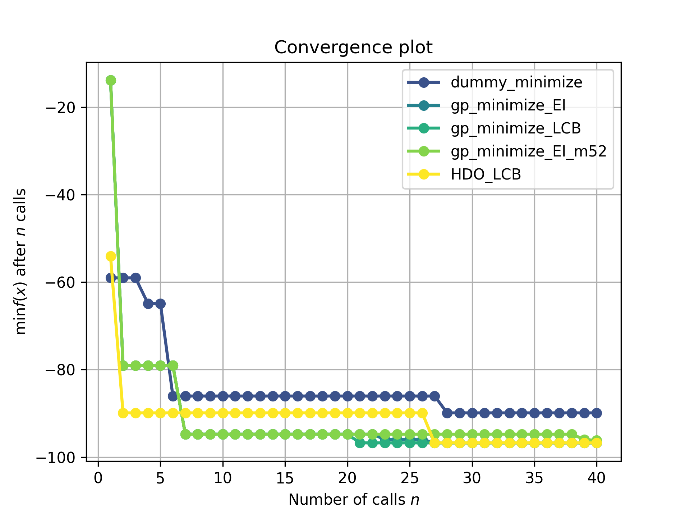 Convergence plot
min f(x) after n calls
−20
−40
−60
−80
−100
dummy_minimize
gp_minimize_EI
gp_minimize_LCB
gp_minimize_EI_m52
HDO_LCB
0 5 10 15 20 25 30 35 40
Number of calls n